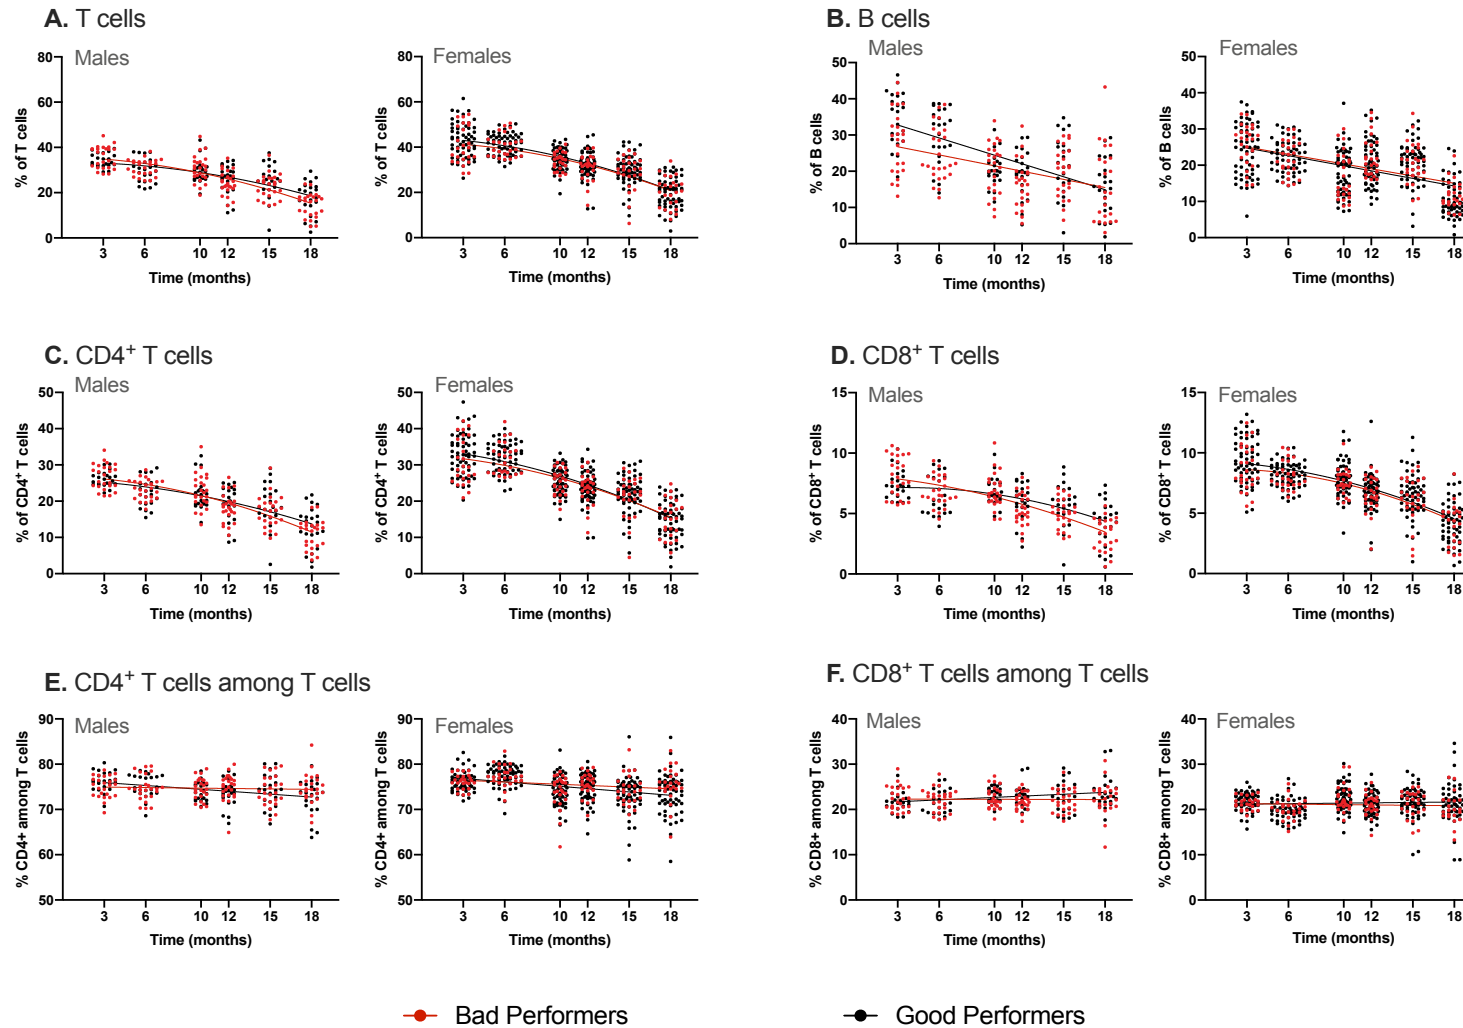 A. T cells
B. B cells
Males
Females
Males
Females
80
60
40
20
0
% of T cells
3 6 10 12 15 18
Time (months)
80
60
40
20
0
% of T cells
3 6 10 12 15 18
Time (months)
50
40
30
20
10
0
% of B cells
3 6 10 12 15 18
Time (months)
50
40
30
20
10
0
% of B cells
3 6 10 12 15 18
Time (months)
C. CD4⁺ T cells
D. CD8⁺ T cells
Males
Females
Males
Females
50
40
30
20
10
0
% of CD4⁺ T cells
3 6 10 12 15 18
Time (months)
50
40
30
20
10
0
% of CD4⁺ T cells
3 6 10 12 15 18
Time (months)
15
10
5
0
% of CD8⁺ T cells
3 6 10 12 15 18
Time (months)
15
10
5
0
% of CD8⁺ T cells
3 6 10 12 15 18
Time (months)
E. CD4⁺ T cells among T cells
F. CD8⁺ T cells among T cells
Males
Females
Males
Females
90
80
70
60
50
% CD4+ among T cells
3 6 10 12 15 18
Time (months)
90
80
70
60
50
% CD4+ among T cells
3 6 10 12 15 18
Time (months)
40
30
20
10
0
% CD8+ among T cells
3 6 10 12 15 18
Time (months)
40
30
20
10
0
% CD8+ among T cells
3 6 10 12 15 18
Time (months)
Bad Performers
Good Performers